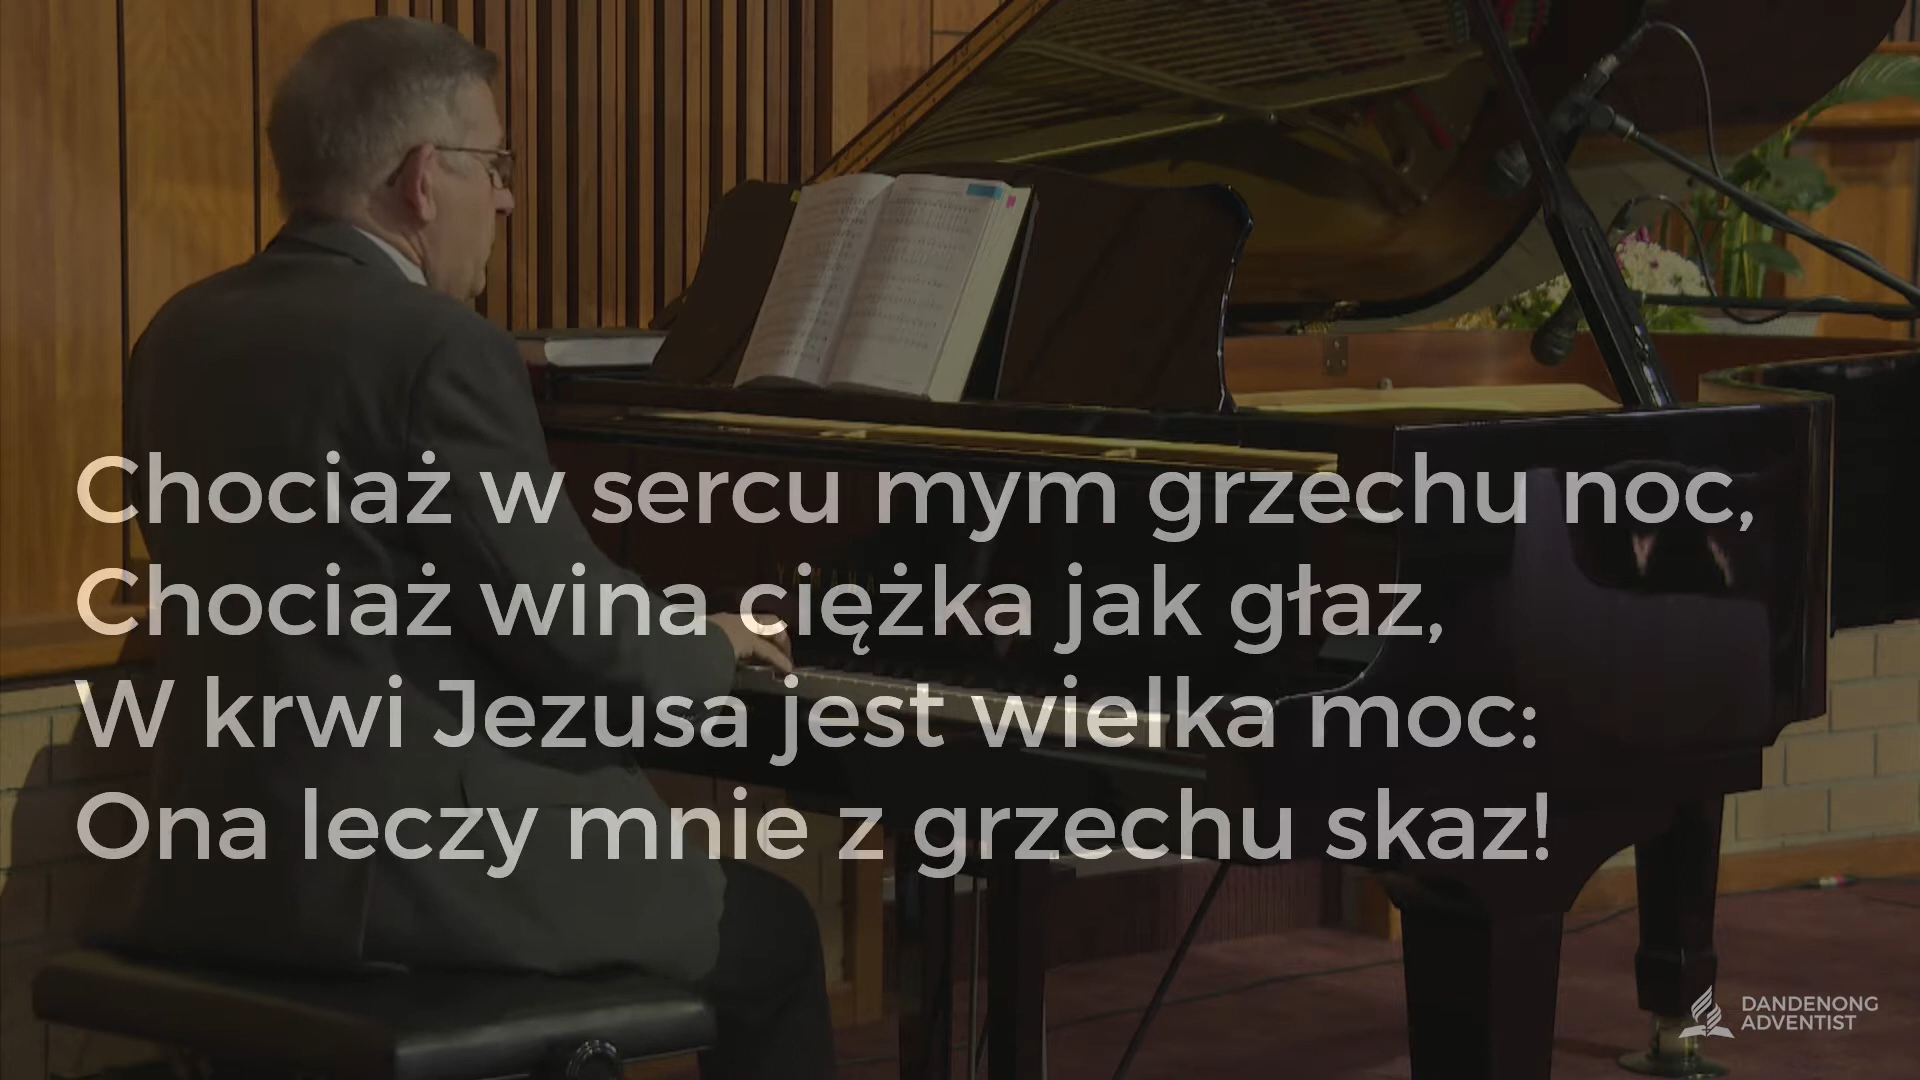 Chociaż w sercu mym grzechu noc,
Chociaż wina ciężka jak głaz,
W krwi Jezusa jest wielka moc:
Ona leczy mnie z grzechu skaz!
YAMAHA
DANDENONG
ADVENTIST